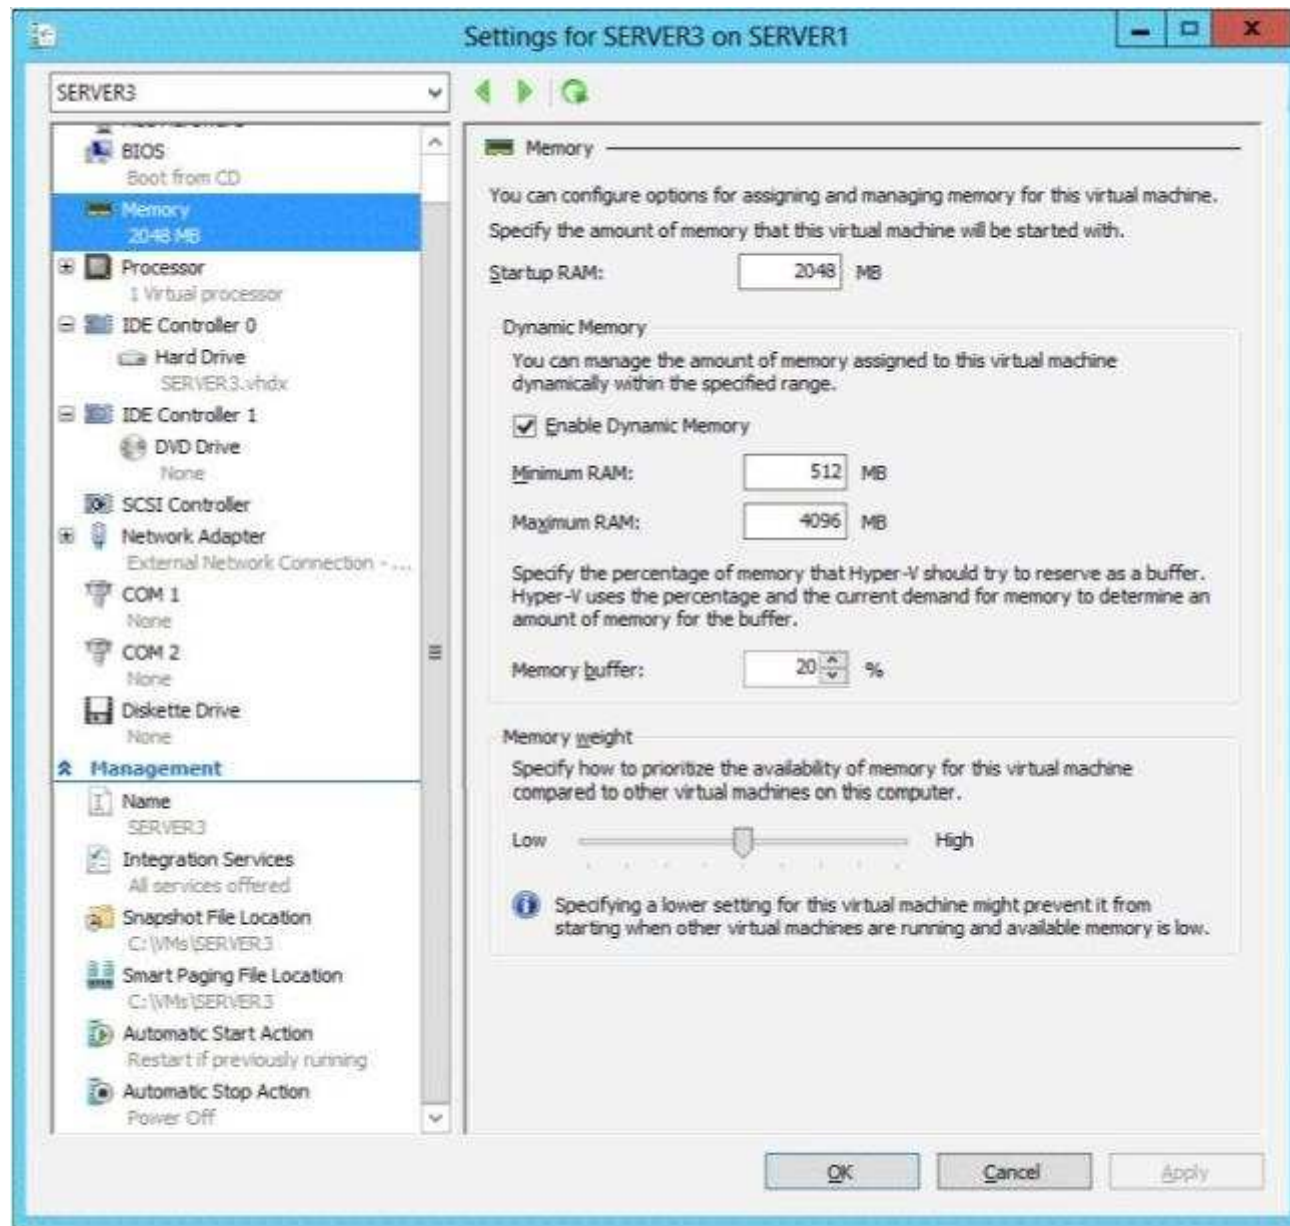 Settings for SERVER3 on SERVER1
SERVER3
BIOS
Boot from CD
Memory
2048 MB
Processor
1 Virtual processor
IDE Controller 0
Hard Drive
SERVER3.vhdx
IDE Controller 1
DVD Drive
None
SCSI Controller
Network Adapter
External Network Connection - ...
COM 1
None
COM 2
None
Diskette Drive
None
Management
Name
SERVER3
Integration Services
All services offered
Snapshot File Location
C:\VMs\SERVER3
Smart Paging File Location
C:\VMs\SERVER3
Automatic Start Action
Restart if previously running
Automatic Stop Action
Power Off
Memory
You can configure options for assigning and managing memory for this virtual machine.
Specify the amount of memory that this virtual machine will be started with.
Startup RAM: 2048 MB
Dynamic Memory
You can manage the amount of memory assigned to this virtual machine
dynamically within the specified range.
Enable Dynamic Memory
Minimum RAM: 512 MB
Maximum RAM: 4096 MB
Specify the percentage of memory that Hyper-V should try to reserve as a buffer.
Hyper-V uses the percentage and the current demand for memory to determine an
amount of memory for the buffer.
Memory buffer: 20 %
Memory weight
Specify how to prioritize the availability of memory for this virtual machine
compared to other virtual machines on this computer.
Low High
Specifying a lower setting for this virtual machine might prevent it from
starting when other virtual machines are running and available memory is low.
OK Cancel Apply